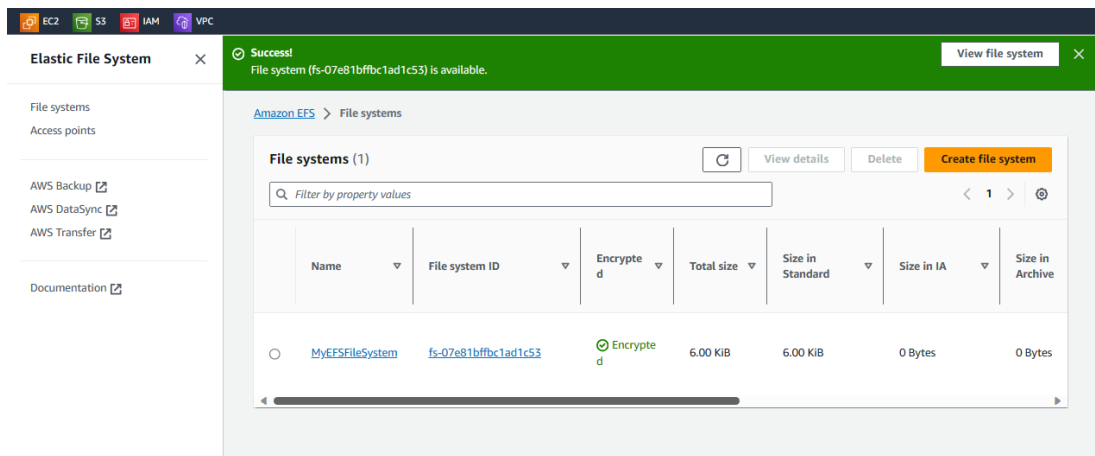 EC2 S3 IAM VPC
Elastic File System
File systems
Access points
AWS Backup
AWS DataSync
AWS Transfer
Documentation
Success!
File system (fs-07e81bffbc1ad1c53) is available.
View file system
Amazon EFS > File systems
File systems (1)
View details Delete Create file system
Filter by property values
< 1 >
Name File system ID Encrypte
d Total size Size in
Standard Size in IA Size in
Archive
MyEFSFileSystem fs-07e81bffbc1ad1c53 Encrypte
d 6.00 KiB 6.00 KiB 0 Bytes 0 Bytes